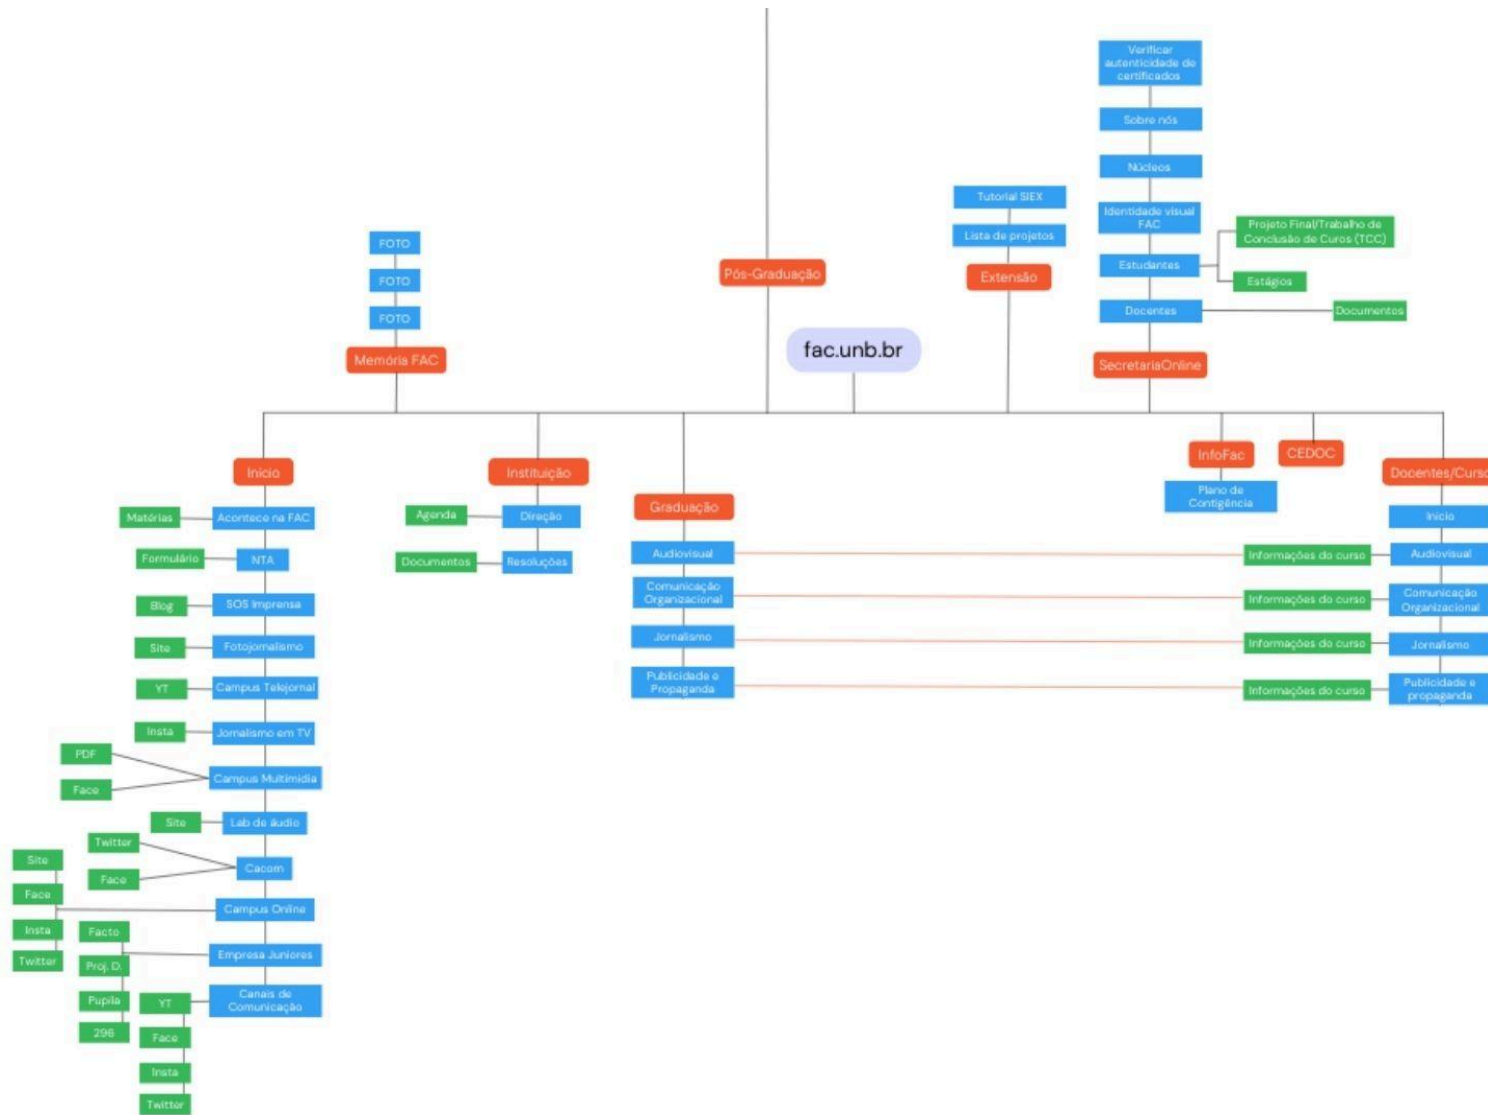 Verificar
autenticidade de
certificados
Sobre nós
Núcleos
Tutorial SIEX
Identidade visual
FAC
Projeto Final/Trabalho de
Conclusão de Curos (TCC)
Lista de projetos
FOTO
Pós-Graduação
Extensão
Estudantes
FOTO
Estágios
FOTO
Docentes
Documentos
Memória FAC
fac.unb.br
SecretariaOnline
Início
Instituição
Graduação
InfoFac
CEDOC
Docentes/Curso
Plano de
Contigência
Matérias
Acontece na FAC
Agenda
Direção
Inicio
Formulário
NTA
Documentos
Resoluções
Audiovisual
Informações do curso
Audiovisual
Blog
SOS Imprensa
Comunicação
Organizacional
Informações do curso
Comunicação
Organizacional
Site
Fotojornalismo
Jornalismo
Informações do curso
Jornalismo
YT
Campus Telejornal
Publicidade e
Propaganda
Informações do curso
Publicidade e
propaganda
Insta
Jornalismo em TV
PDF
Face
Campus Multimidia
Site
Lab de áudio
Twitter
Face
Cacom
Site
Face
Insta
Twitter
Campus Online
Facto
Proj. D.
Pupila
296
Empresa Juniores
YT
Face
Insta
Twitter
Canais de
Comunicação